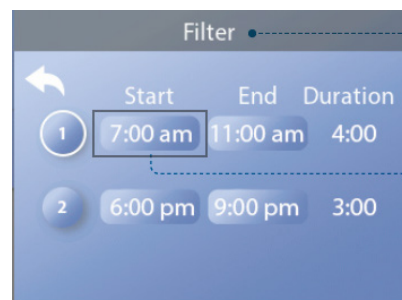 Filter
Start End Duration
1 7:00 am 11:00 am 4:00
2 6:00 pm 9:00 pm 3:00